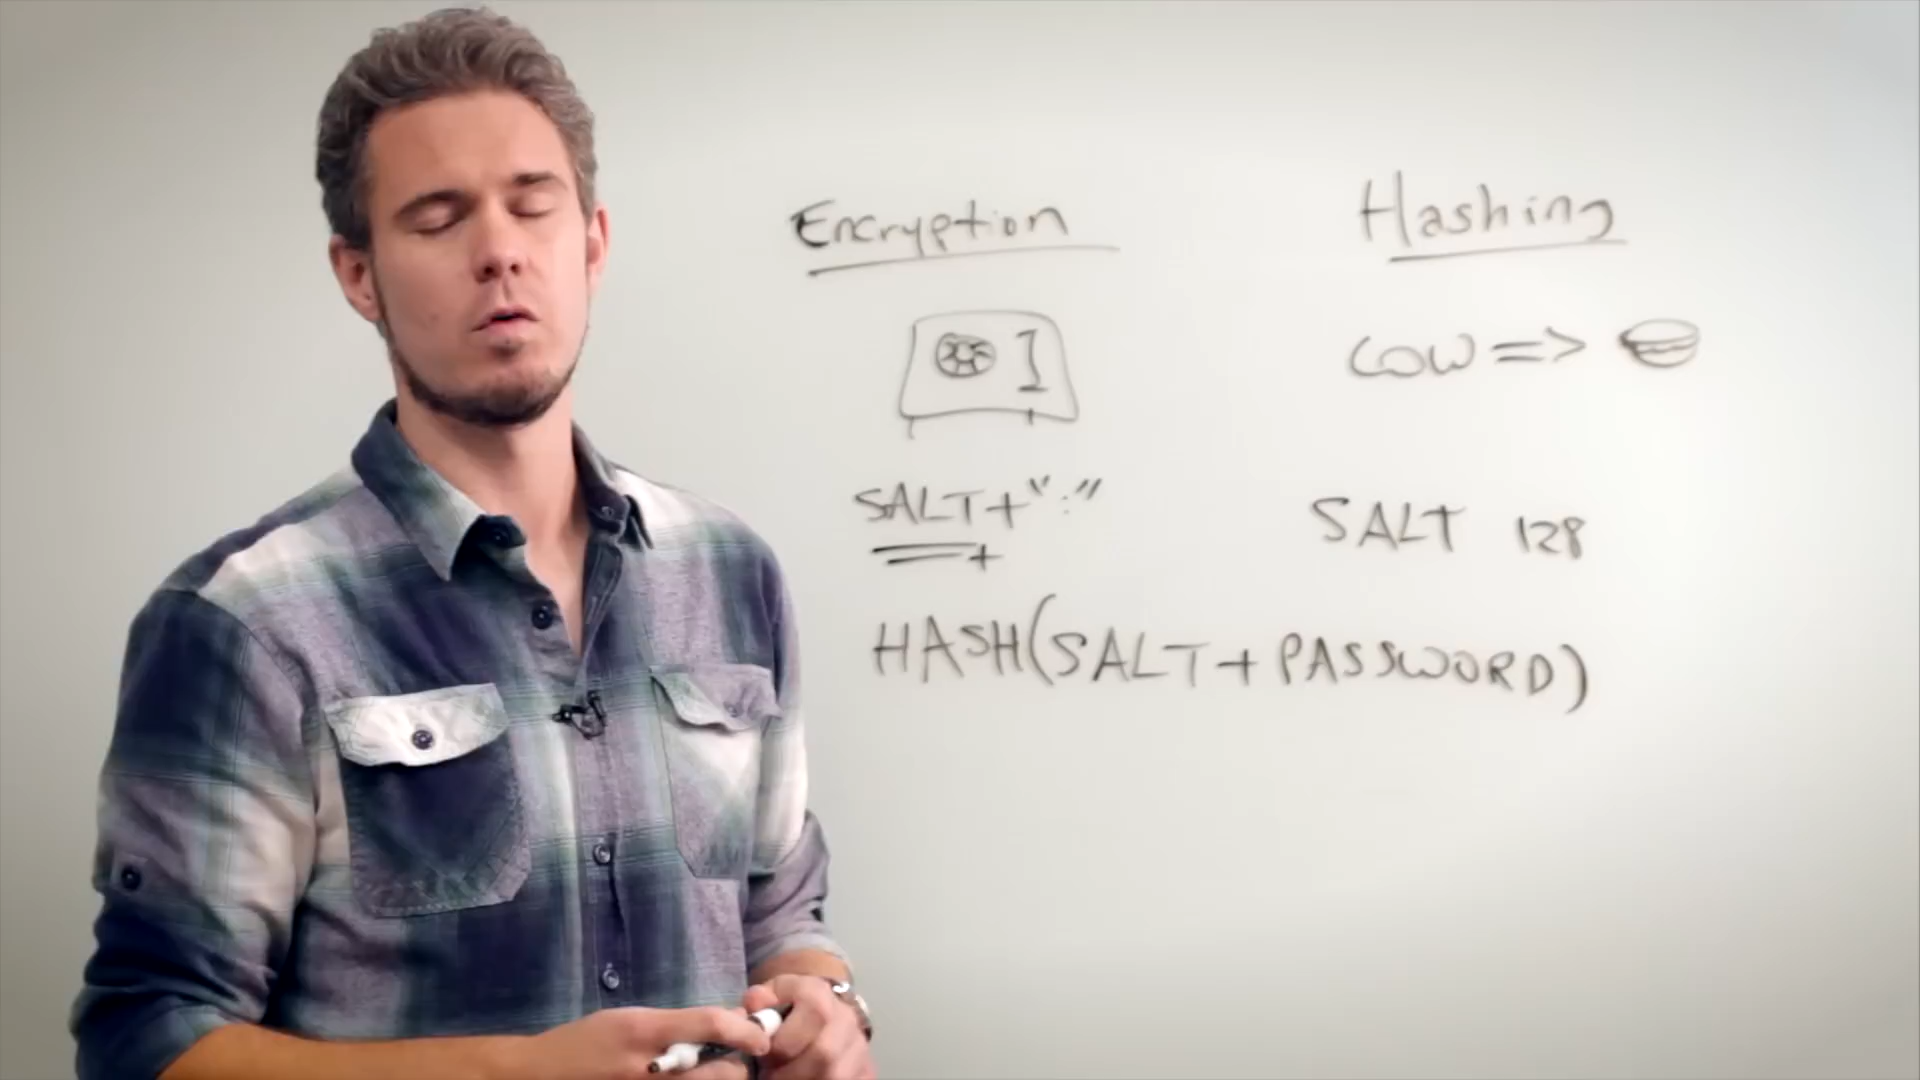 Encryption
Hashing
COW =>
SALT + ":"
+
SALT 128
HASH(SALT + PASSWORD)